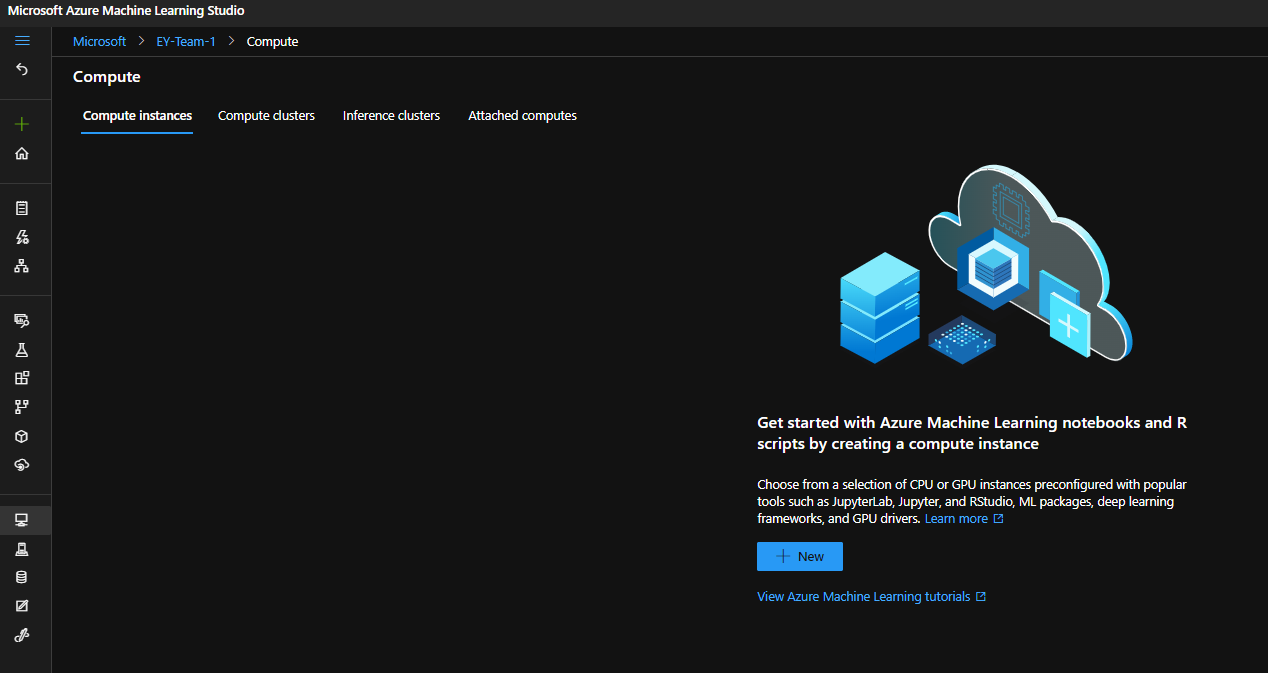 Microsoft Azure Machine Learning Studio
Microsoft > EY-Team-1 > Compute
Compute
Compute instances Compute clusters Inference clusters Attached computes
Get started with Azure Machine Learning notebooks and R
scripts by creating a compute instance
Choose from a selection of CPU or GPU instances preconfigured with popular
tools such as JupyterLab, Jupyter, and RStudio, ML packages, deep learning
frameworks, and GPU drivers. Learn more
New
View Azure Machine Learning tutorials